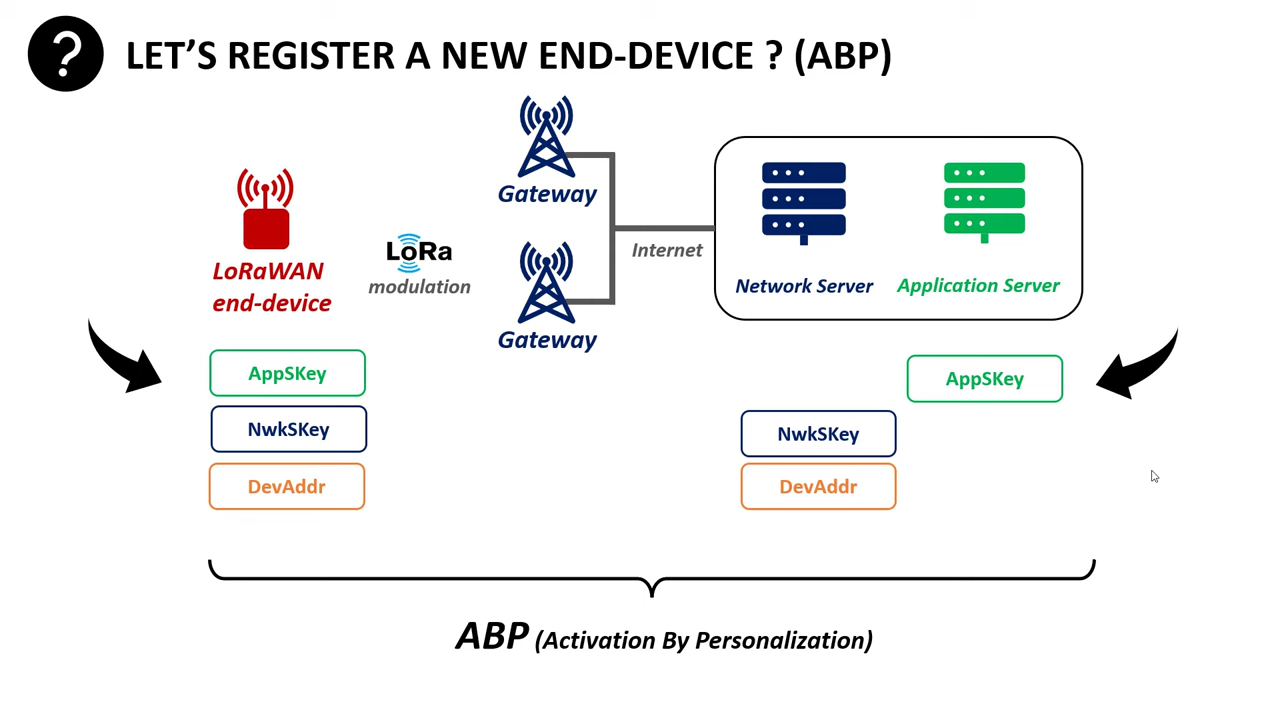 ?
LET’S REGISTER A NEW END-DEVICE ? (ABP)
Gateway
LoRaWAN
end-device
LoRa
modulation
Gateway
Internet
Network Server
Application Server
AppSKey
NwkSKey
DevAddr
AppSKey
NwkSKey
DevAddr
ABP (Activation By Personalization)